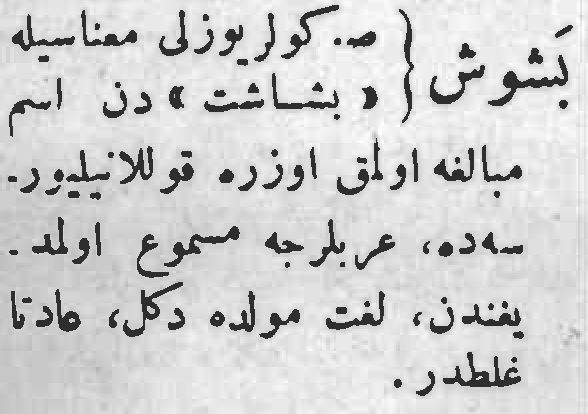 بَشوش { ص. كولر يوزلى معناسيله
« بشاشت » دن اسم
مبالغه اولمق اوزره قوللانيليور-
سه‌ده، عربلرجه مسموع اولمد-
يغندن، لغت مولده دكل، عادتا
غلطدر.